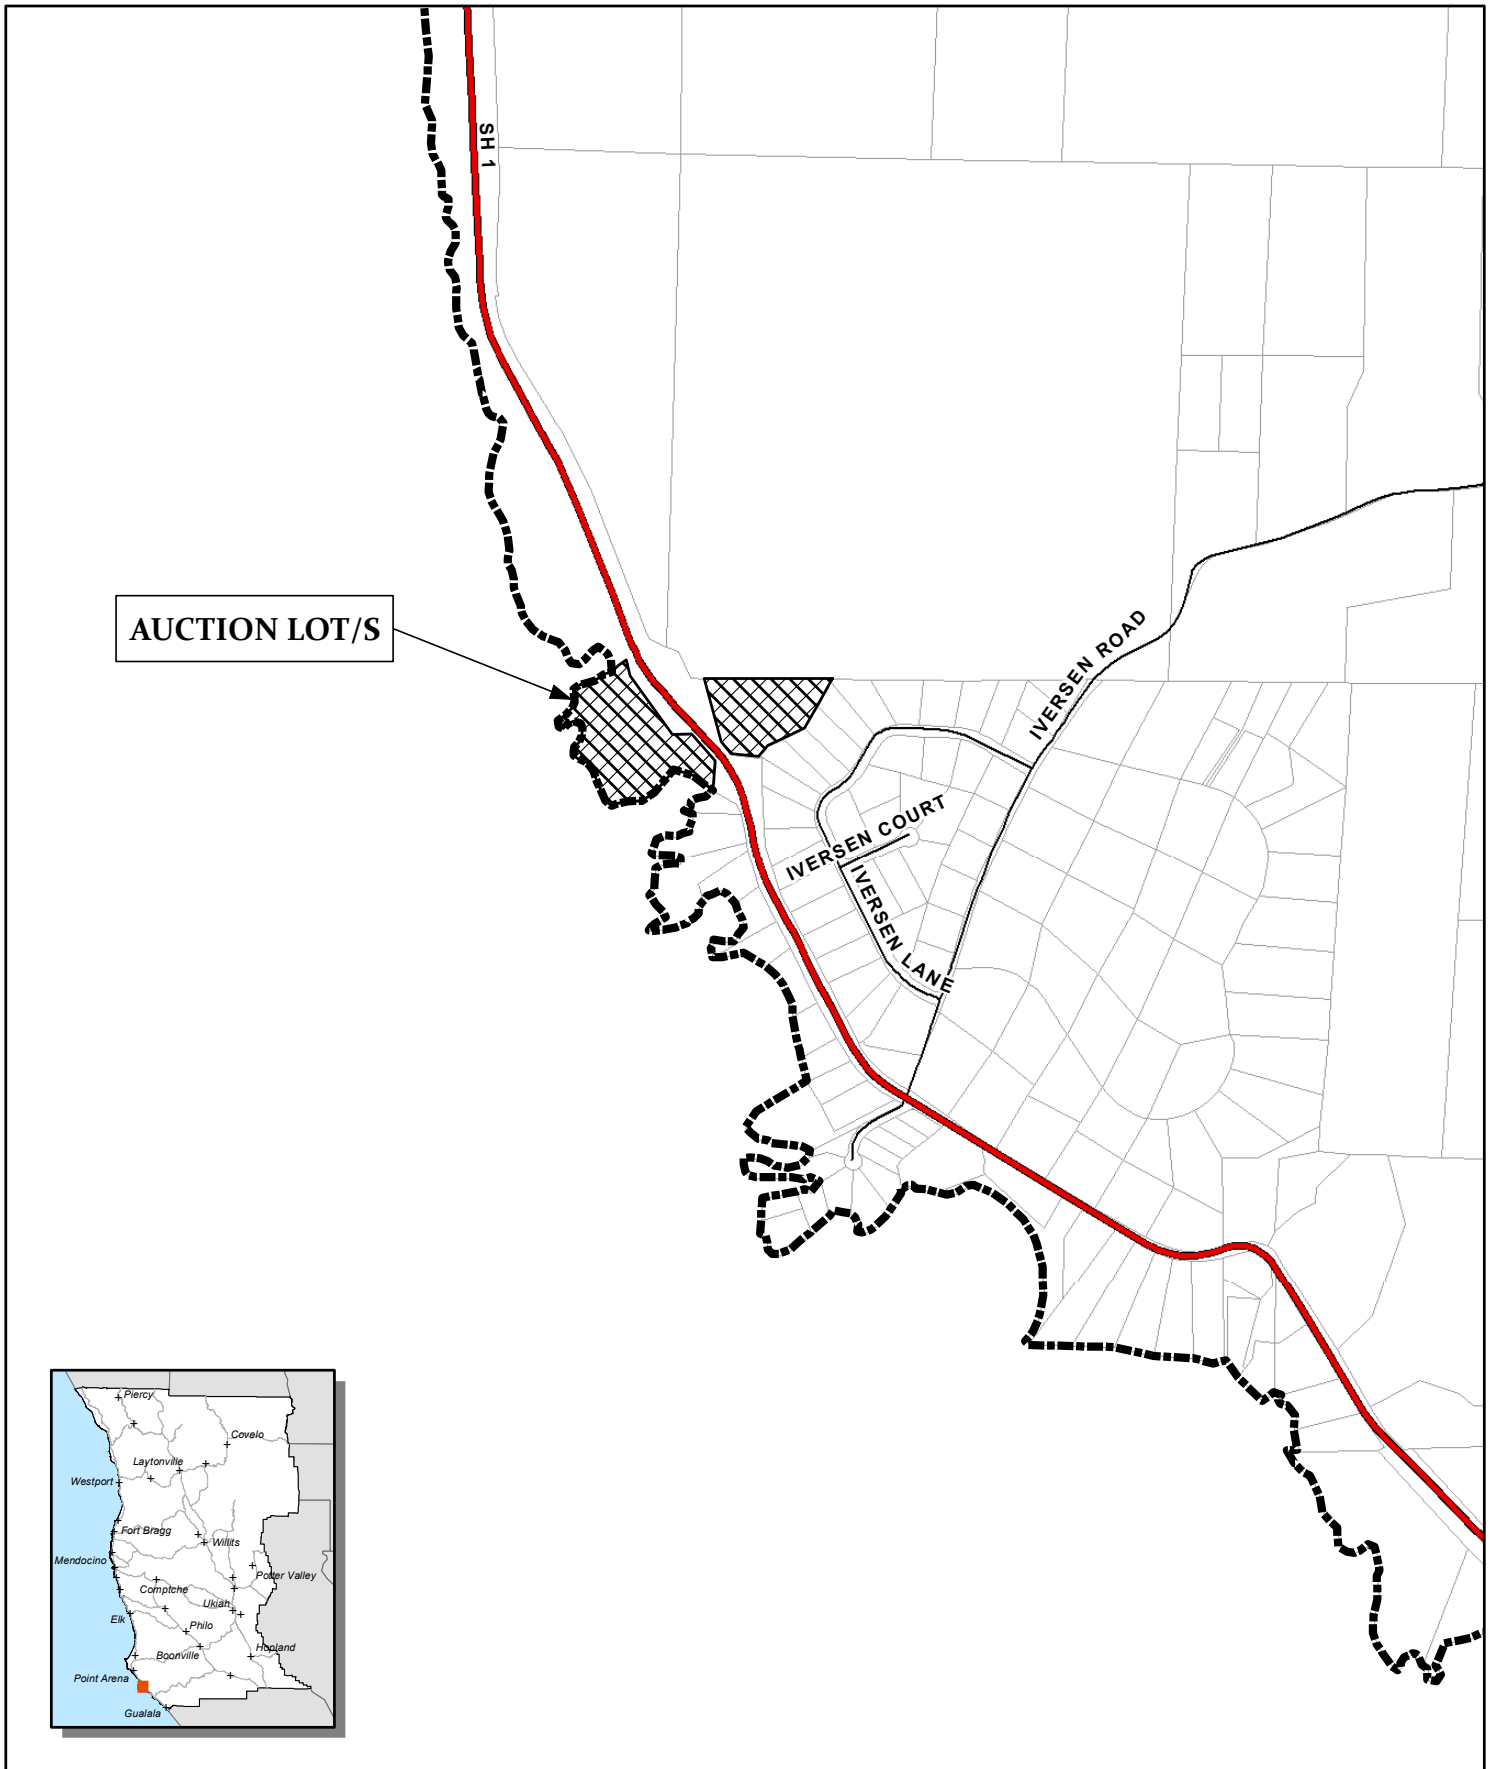 SH 1
AUCTION LOT/S
IVERSEN ROAD
IVERSEN COURT
IVERSEN LANE
Piercy
Covelo
Laytonville
Westport
Fort Bragg
Willits
Mendocino
Potter Valley
Comptche
Ukiah
Elk
Philo
Hopland
Boonville
Point Arena
Gualala